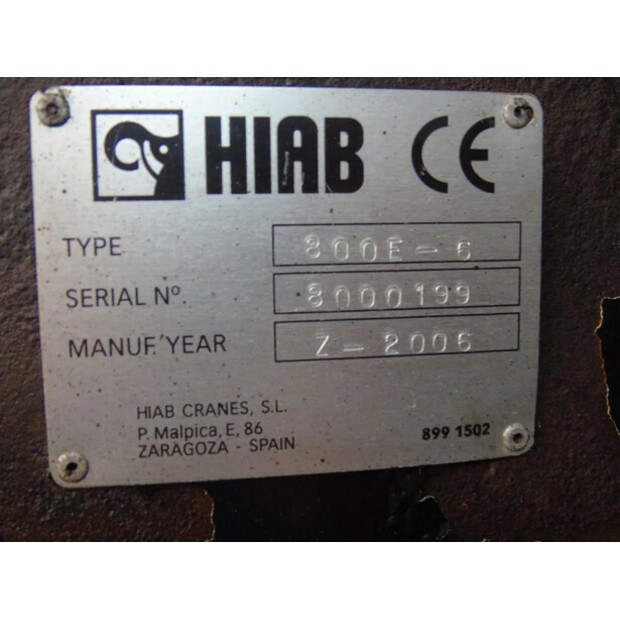 HIAB CE
TYPE 800E-6
SERIAL Nº. 8000199
MANUF. YEAR Z-2006
HIAB CRANES, S.L.
P. Malpica, E, 86
ZARAGOZA - SPAIN
899 1502